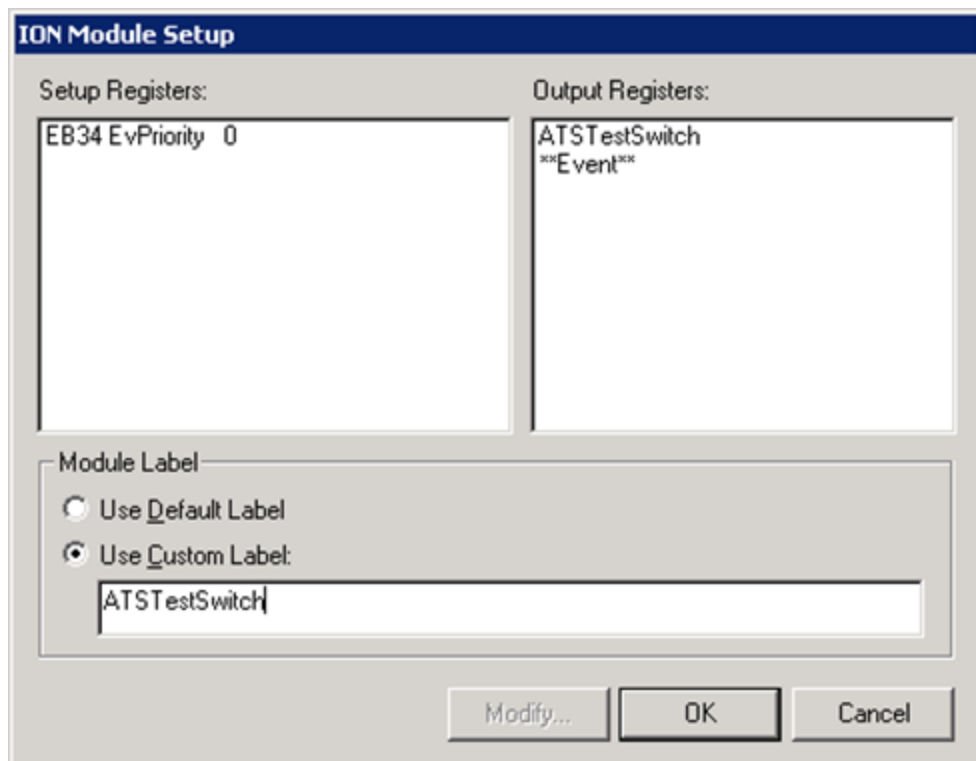 ION Module Setup
Setup Registers:
EB34 EvPriority 0
Output Registers:
ATSTestSwitch
**Event**
Module Label
Use Default Label
Use Custom Label:
ATSTestSwitch
Modify...
OK
Cancel